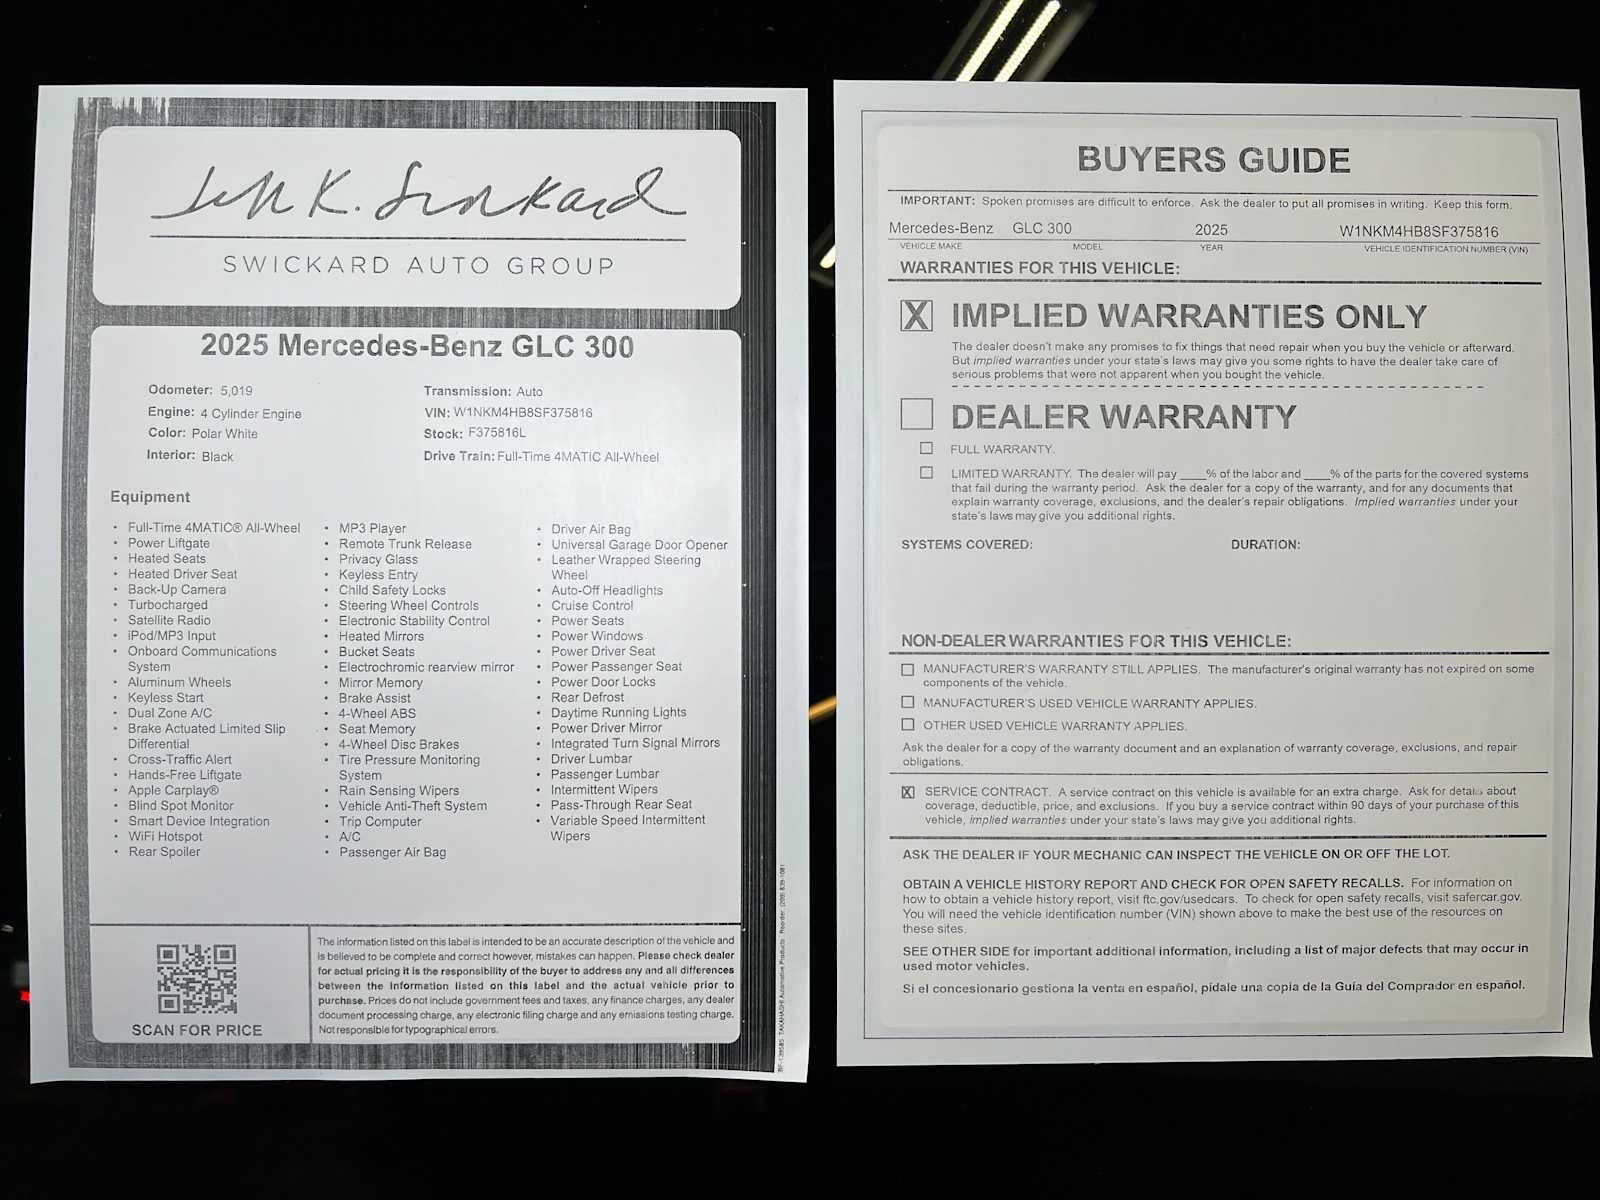 Jeff K. Swickard
SWICKARD AUTO GROUP
2025 Mercedes-Benz GLC 300
Odometer: 5,019
Engine: 4 Cylinder Engine
Color: Polar White
Interior: Black
Transmission: Auto
VIN: W1NKM4HB8SF375816
Stock: F375816L
Drive Train: Full-Time 4MATIC All-Wheel
Equipment
• Full-Time 4MATIC® All-Wheel
• Power Liftgate
• Heated Seats
• Heated Driver Seat
• Back-Up Camera
• Turbocharged
• Satellite Radio
• iPod/MP3 Input
• Onboard Communications
System
• Aluminum Wheels
• Keyless Start
• Dual Zone A/C
• Brake Actuated Limited Slip
Differential
• Cross-Traffic Alert
• Hands-Free Liftgate
• Apple Carplay®
• Blind Spot Monitor
• Smart Device Integration
• WiFi Hotspot
• Rear Spoiler
• MP3 Player
• Remote Trunk Release
• Privacy Glass
• Keyless Entry
• Child Safety Locks
• Steering Wheel Controls
• Electronic Stability Control
• Heated Mirrors
• Bucket Seats
• Electrochromic rearview mirror
• Mirror Memory
• Brake Assist
• 4-Wheel ABS
• Seat Memory
• 4-Wheel Disc Brakes
• Tire Pressure Monitoring
System
• Rain Sensing Wipers
• Vehicle Anti-Theft System
• Trip Computer
• A/C
• Passenger Air Bag
• Driver Air Bag
• Universal Garage Door Opener
• Leather Wrapped Steering
Wheel
• Auto-Off Headlights
• Cruise Control
• Power Seats
• Power Windows
• Power Driver Seat
• Power Passenger Seat
• Power Door Locks
• Rear Defrost
• Daytime Running Lights
• Power Driver Mirror
• Integrated Turn Signal Mirrors
• Driver Lumbar
• Passenger Lumbar
• Intermittent Wipers
• Pass-Through Rear Seat
• Variable Speed Intermittent
Wipers
SCAN FOR PRICE
The information listed on this label is intended to be an accurate description of the vehicle and
is believed to be complete and correct however, mistakes can happen. Please check dealer
for actual pricing it is the responsibility of the buyer to address any and all differences
between the information listed on this label and the actual vehicle prior to
purchase. Prices do not include government fees and taxes, any finance charges, any dealer
document processing charge, any electronic filing charge and any emissions testing charge.
Not responsible for typographical errors.
TAKAHASHI Automotive Products Reorder:
BUYERS GUIDE
IMPORTANT: Spoken promises are difficult to enforce. Ask the dealer to put all promises in writing. Keep this form.
Mercedes-Benz GLC 300 2025 W1NKM4HB8SF375816
VEHICLE MAKE MODEL YEAR VEHICLE IDENTIFICATION NUMBER (VIN)
WARRANTIES FOR THIS VEHICLE:
X IMPLIED WARRANTIES ONLY
The dealer doesn't make any promises to fix things that need repair when you buy the vehicle or afterward.
But implied warranties under your state's laws may give you some rights to have the dealer take care of
serious problems that were not apparent when you bought the vehicle.
DEALER WARRANTY
FULL WARRANTY.
LIMITED WARRANTY. The dealer will pay ____% of the labor and ____% of the parts for the covered systems
that fail during the warranty period. Ask the dealer for a copy of the warranty, and for any documents that
explain warranty coverage, exclusions, and the dealer's repair obligations. Implied warranties under your
state's laws may give you additional rights.
SYSTEMS COVERED: DURATION:
NON-DEALER WARRANTIES FOR THIS VEHICLE:
MANUFACTURER'S WARRANTY STILL APPLIES. The manufacturer's original warranty has not expired on some
components of the vehicle.
MANUFACTURER'S USED VEHICLE WARRANTY APPLIES.
OTHER USED VEHICLE WARRANTY APPLIES.
Ask the dealer for a copy of the warranty document and an explanation of warranty coverage, exclusions, and repair
obligations.
X SERVICE CONTRACT. A service contract on this vehicle is available for an extra charge. Ask for details about
coverage, deductible, price, and exclusions. If you buy a service contract within 90 days of your purchase of this
vehicle, implied warranties under your state's laws may give you additional rights.
ASK THE DEALER IF YOUR MECHANIC CAN INSPECT THE VEHICLE ON OR OFF THE LOT.
OBTAIN A VEHICLE HISTORY REPORT AND CHECK FOR OPEN SAFETY RECALLS. For information on
how to obtain a vehicle history report, visit ftc.gov/usedcars. To check for open safety recalls, visit safercar.gov.
You will need the vehicle identification number (VIN) shown above to make the best use of the resources on
these sites.
SEE OTHER SIDE for important additional information, including a list of major defects that may occur in
used motor vehicles.
Si el concesionario gestiona la venta en español, pídale una copia de la Guía del Comprador en español.